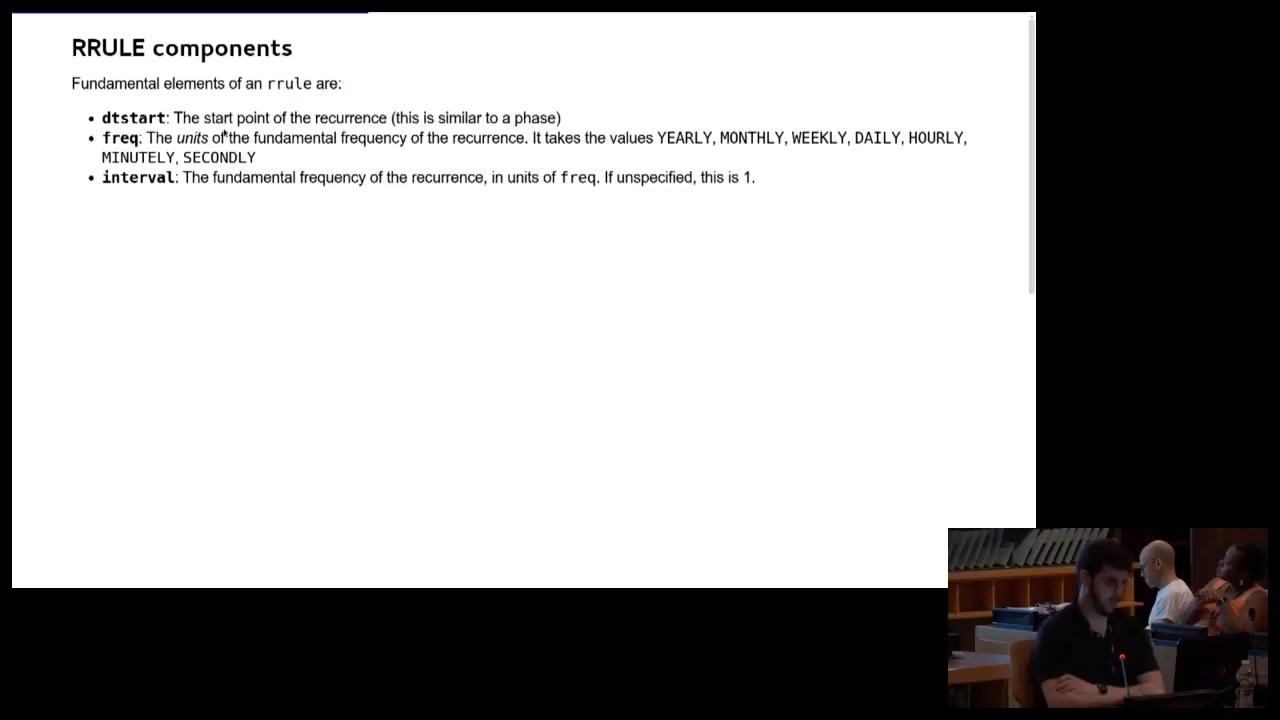 RRULE components
Fundamental elements of an rrule are:
• dtstart: The start point of the recurrence (this is similar to a phase)
• freq: The units of the fundamental frequency of the recurrence. It takes the values YEARLY, MONTHLY, WEEKLY, DAILY, HOURLY,
MINUTELY, SECONDLY
• interval: The fundamental frequency of the recurrence, in units of freq. If unspecified, this is 1.